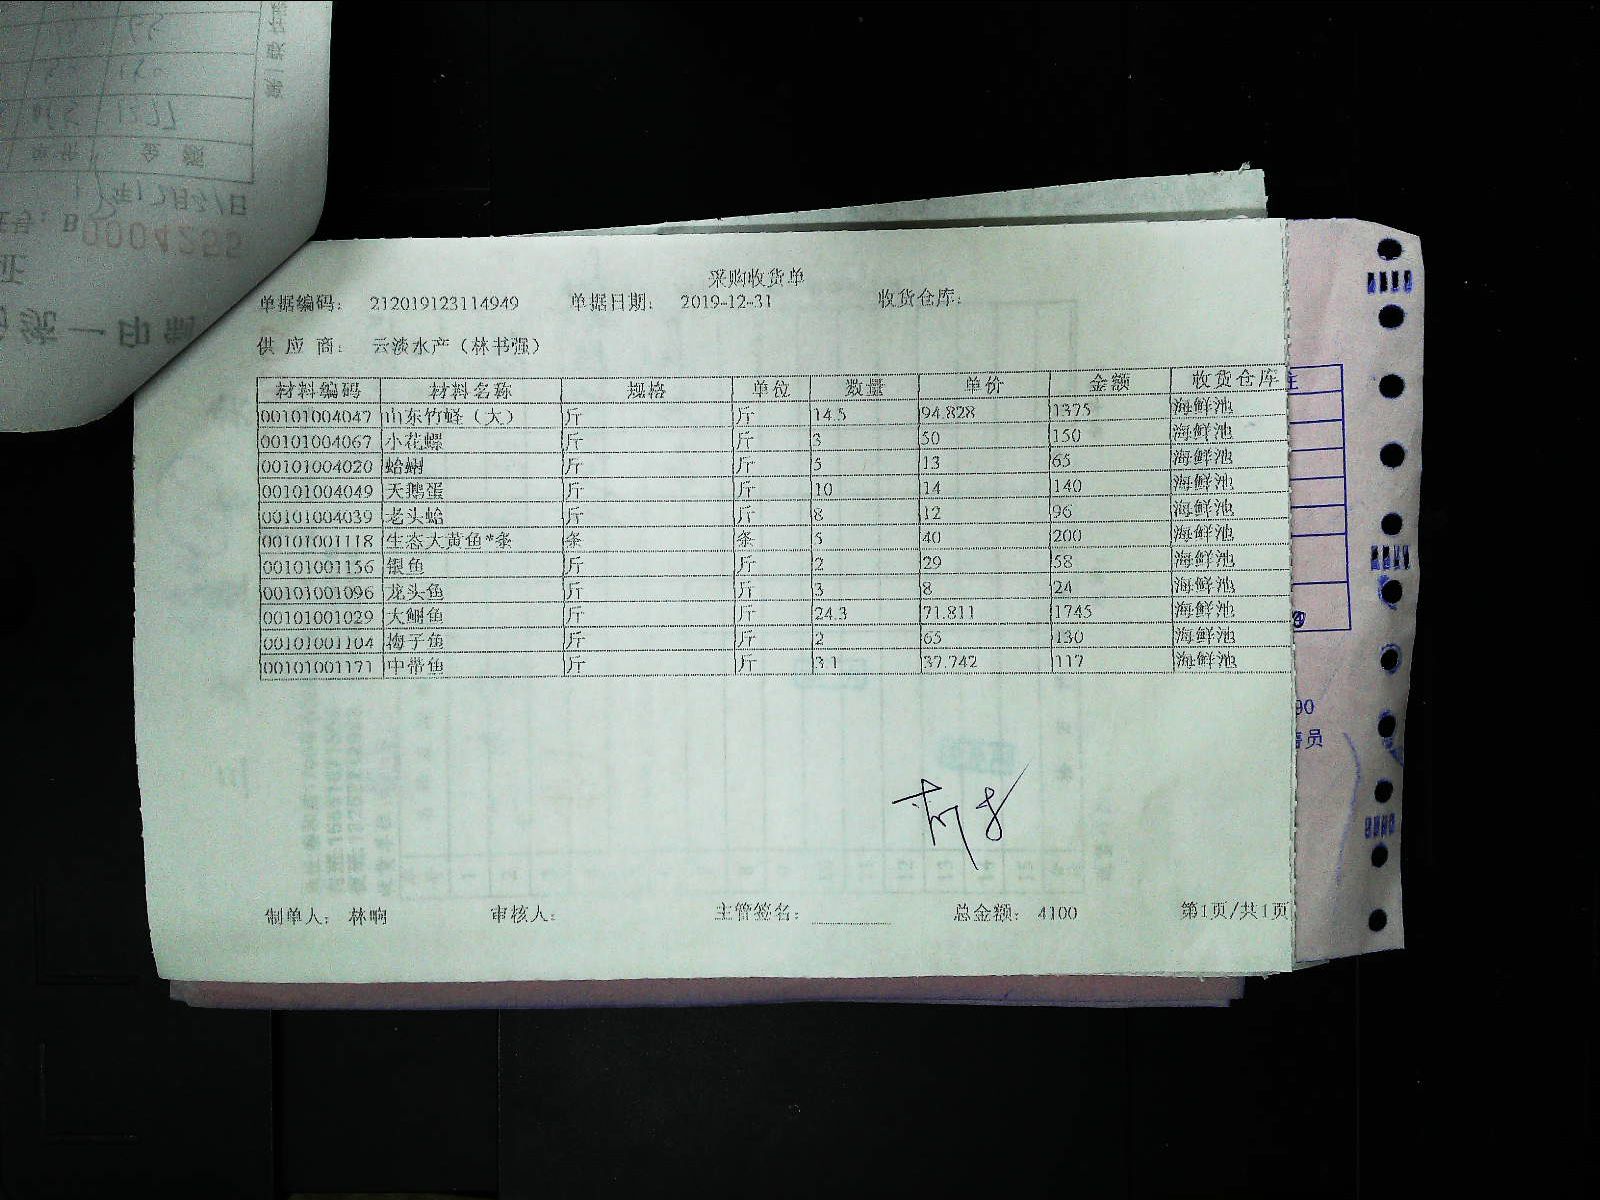 采购收货单
单据编码： 212019123114949 单据日期： 2019-12-31 收货仓库：
供 应 商： 云淡水产（林书强）
材料编码 材料名称 规格 单位 数量 单价 金额 收货仓库
00101004047 山东竹蛏（大） 斤 斤 14.5 94.828 1375 海鲜池
00101004067 小花螺 斤 斤 3 50 150 海鲜池
00101004020 蛤蜊 斤 斤 5 13 65 海鲜池
00101004049 天鹅蛋 斤 斤 10 14 140 海鲜池
00101004039 老头蛤 斤 斤 8 12 96 海鲜池
00101001118 生态大黄鱼*条 条 条 5 40 200 海鲜池
00101001156 银鱼 斤 斤 2 29 58 海鲜池
00101001096 龙头鱼 斤 斤 3 8 24 海鲜池
00101001029 大鲳鱼 斤 斤 24.3 71.811 1745 海鲜池
00101001104 梅子鱼 斤 斤 2 65 130 海鲜池
00101001171 中带鱼 斤 斤 3.1 37.742 117 海鲜池
制单人： 林响 审核人： 主管签名： 总金额： 4100 第1页/共1页
B0004255
90
员